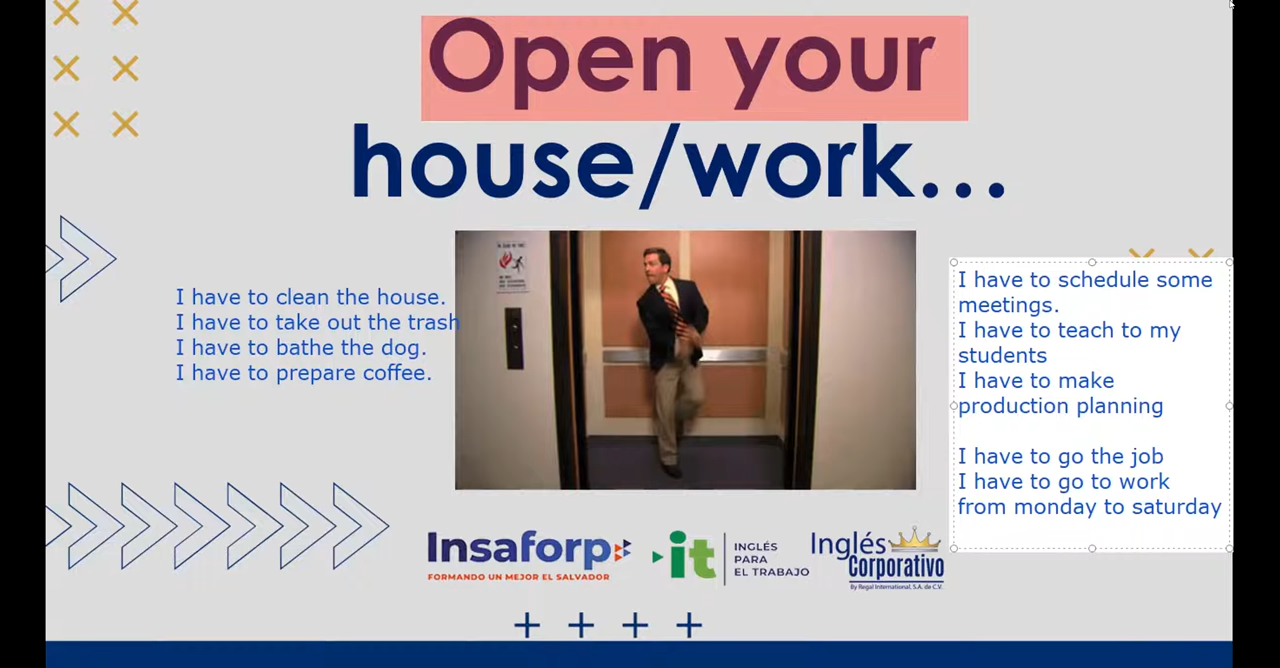 Open your
house/work...
I have to clean the house.
I have to take out the trash
I have to bathe the dog.
I have to prepare coffee.
I have to schedule some
meetings.
I have to teach to my
students
I have to make
production planning
I have to go the job
I have to go to work
from monday to saturday
Insaforp
FORMANDO UN MEJOR EL SALVADOR
it
INGLÉS
PARA
EL TRABAJO
Inglés
Corporativo
By Regal International, S.A. de C.V.